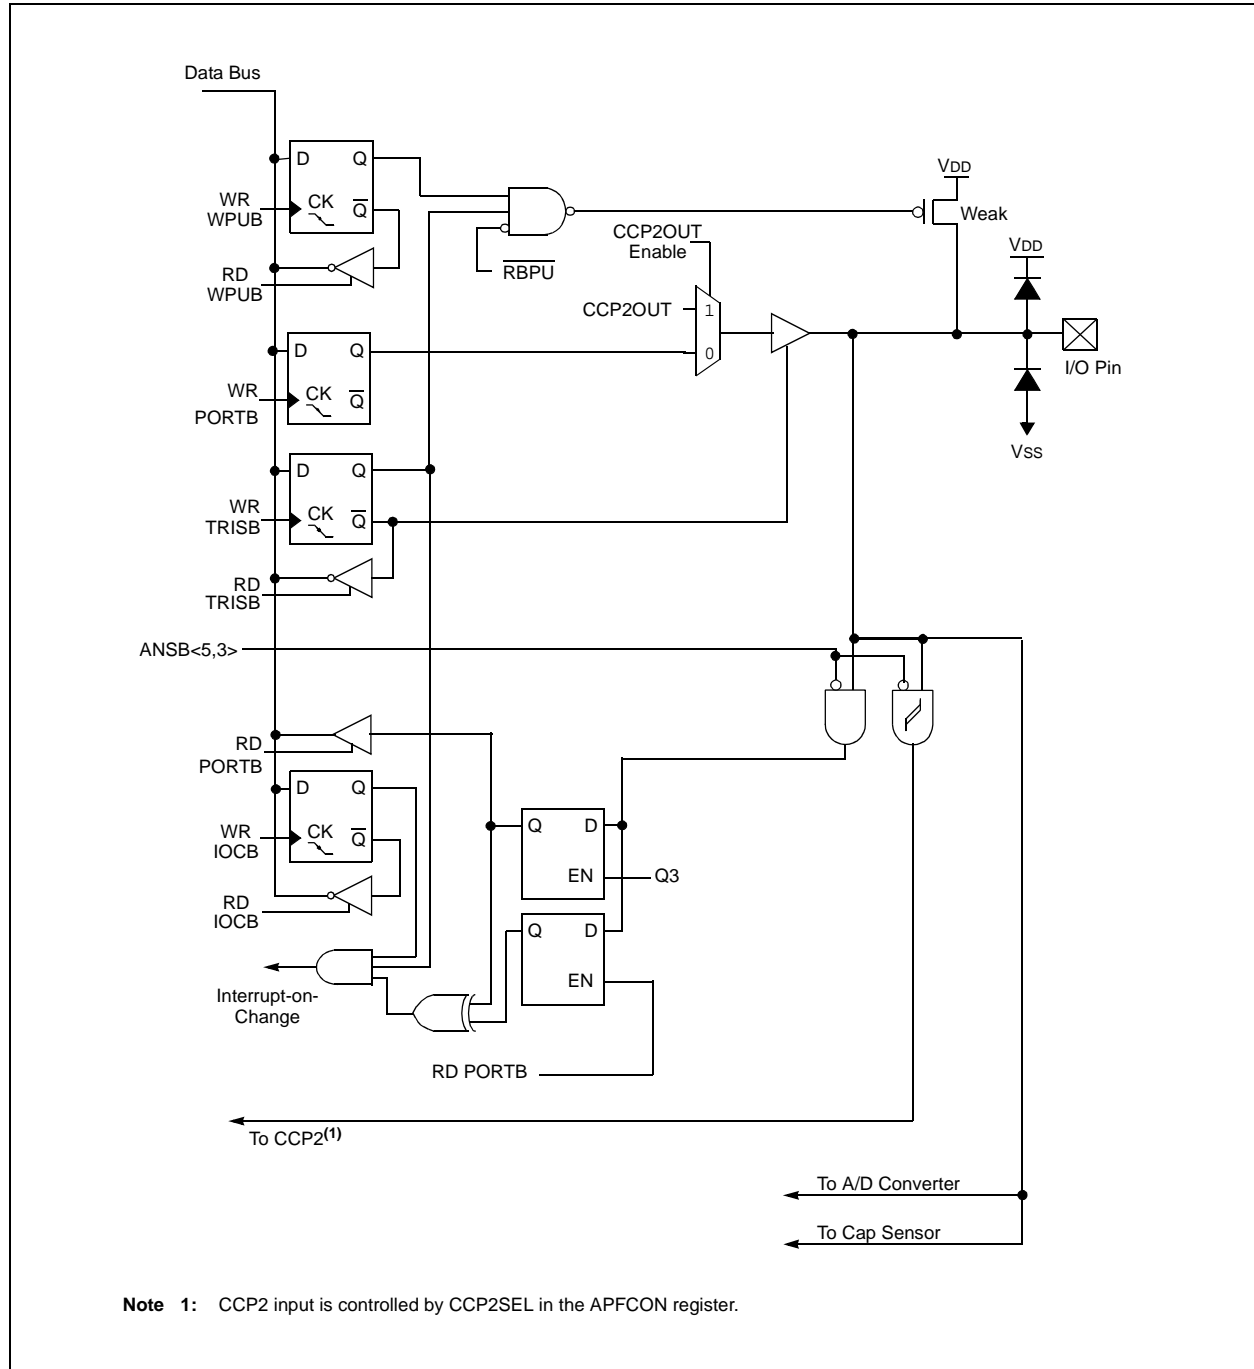 Data Bus
D Q
WR
WPUB
CK Q̅
RD
WPUB
R̅B̅P̅U̅
VDD
Weak
CCP2OUT
Enable
CCP2OUT
1
0
VDD
I/O Pin
VSS
D Q
WR
PORTB
CK Q̅
D Q
WR
TRISB
CK Q̅
RD
TRISB
ANSB<5,3>
RD
PORTB
D Q
WR
IOCB
CK Q̅
RD
IOCB
Q D
EN
Q3
Q D
EN
Interrupt-on-
Change
RD PORTB
To CCP2(1)
To A/D Converter
To Cap Sensor
Note 1: CCP2 input is controlled by CCP2SEL in the APFCON register.